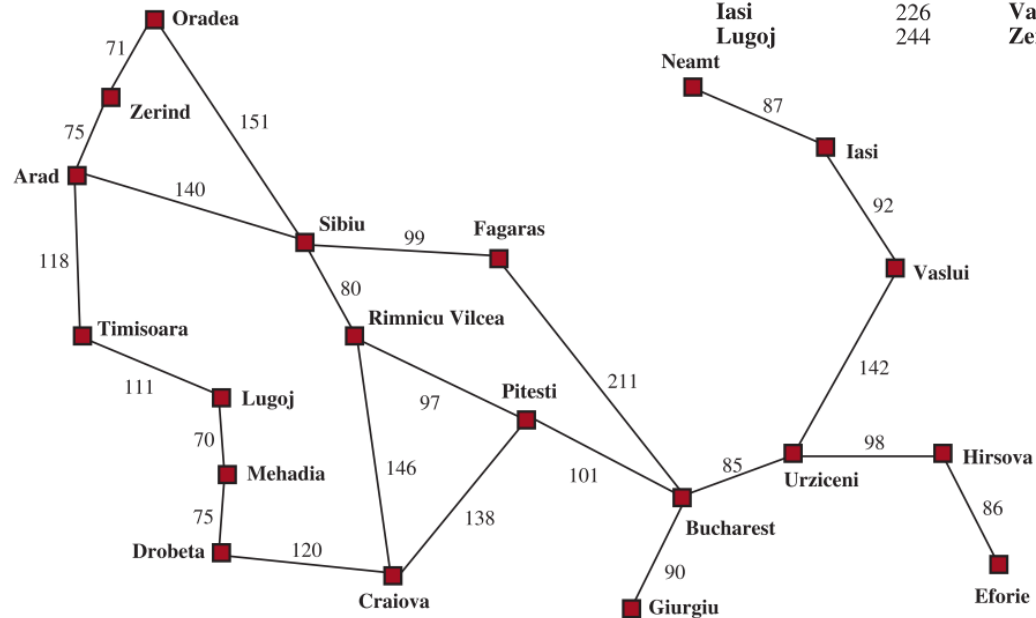 Iasi 226 Va
Lugoj 244 Ze
Oradea
71
Neamt
87
Zerind
151
75
Iasi
Arad
140
92
Sibiu
Fagaras
99
118
80
Vaslui
Timisoara
Rimnicu Vilcea
142
111
211
Lugoj
97
Pitesti
70
98
Hirsova
146
101
85
Mehadia
Urziceni
75
138
86
Bucharest
Drobeta
120
90
Craiova
Giurgiu
Eforie